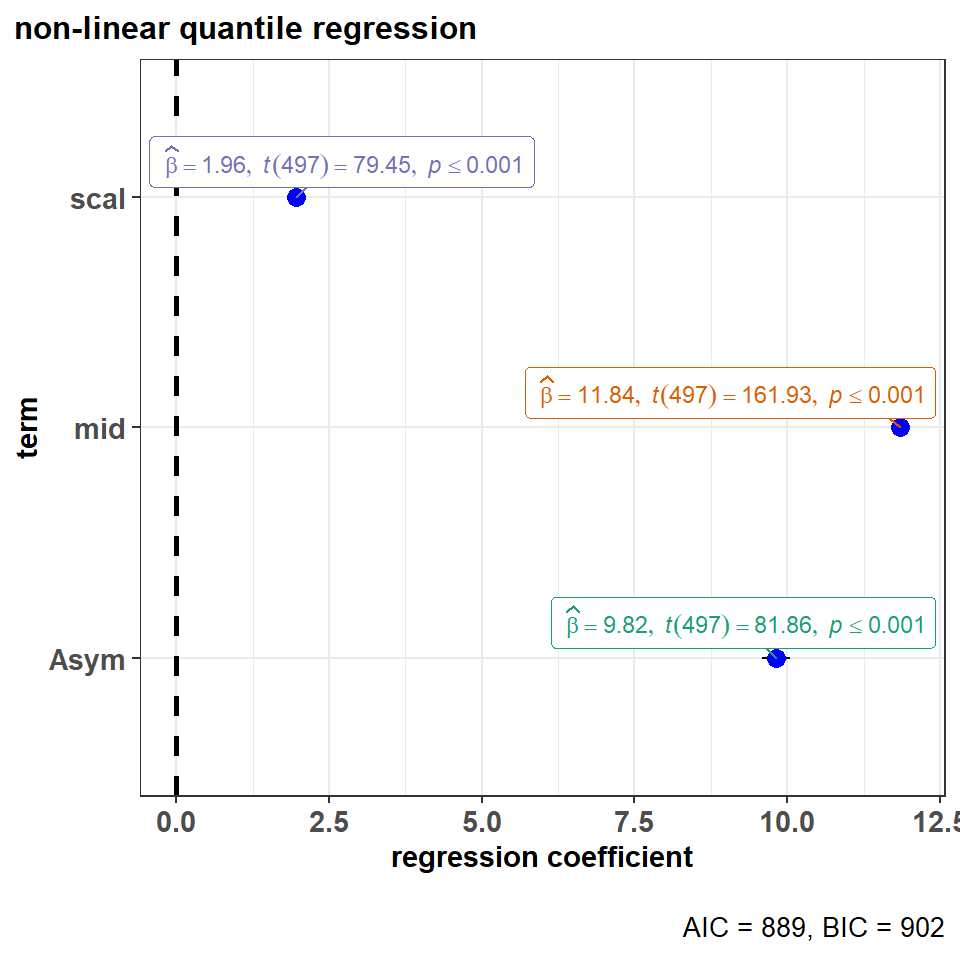 non-linear quantile regression
term
scal
β̂ = 1.96, t(497) = 79.45, p ≤ 0.001
mid
β̂ = 11.84, t(497) = 161.93, p ≤ 0.001
Asym
β̂ = 9.82, t(497) = 81.86, p ≤ 0.001
0.0 2.5 5.0 7.5 10.0 12.5
regression coefficient
AIC = 889, BIC = 902